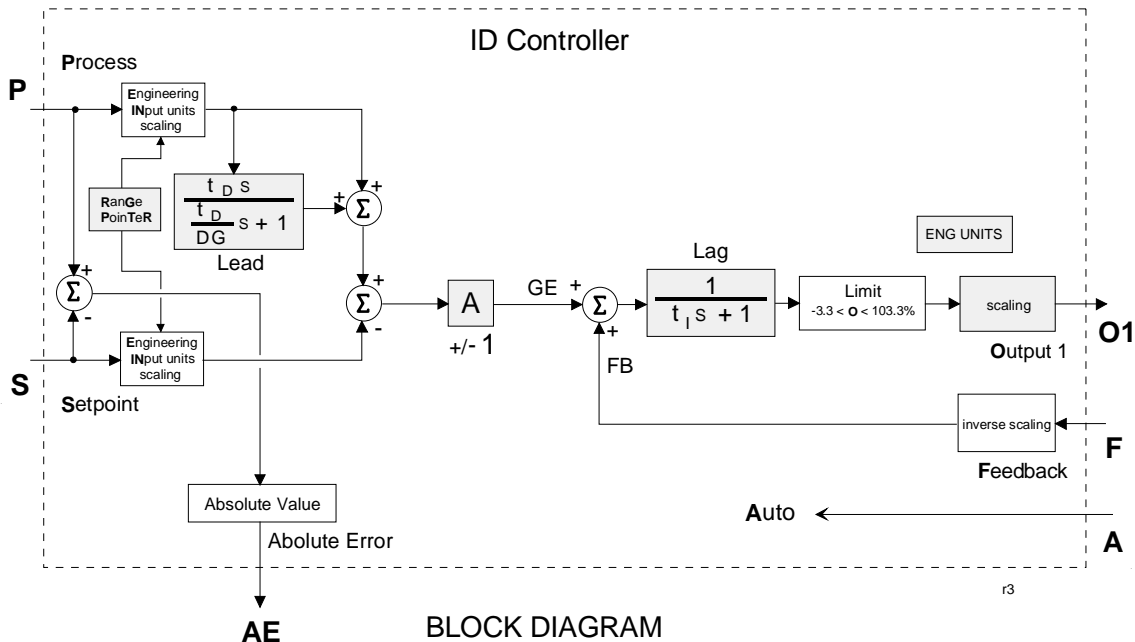 ID Controller
Process
P
Engineering
INput units
scaling
RanGe
PoinTeR
t D S
t D
DG
S + 1
Lead
+
+
Σ
ENG UNITS
+
Σ
-
+
Σ
-
A
+/- 1
GE
+
Σ
+
Lag
1
t I S + 1
Limit
-3.3 < O < 103.3%
scaling
O1
Output 1
S
Engineering
INput units
scaling
Setpoint
FB
inverse scaling
F
Feedback
Absolute Value
Auto
A
Abolute Error
r3
AE
BLOCK DIAGRAM